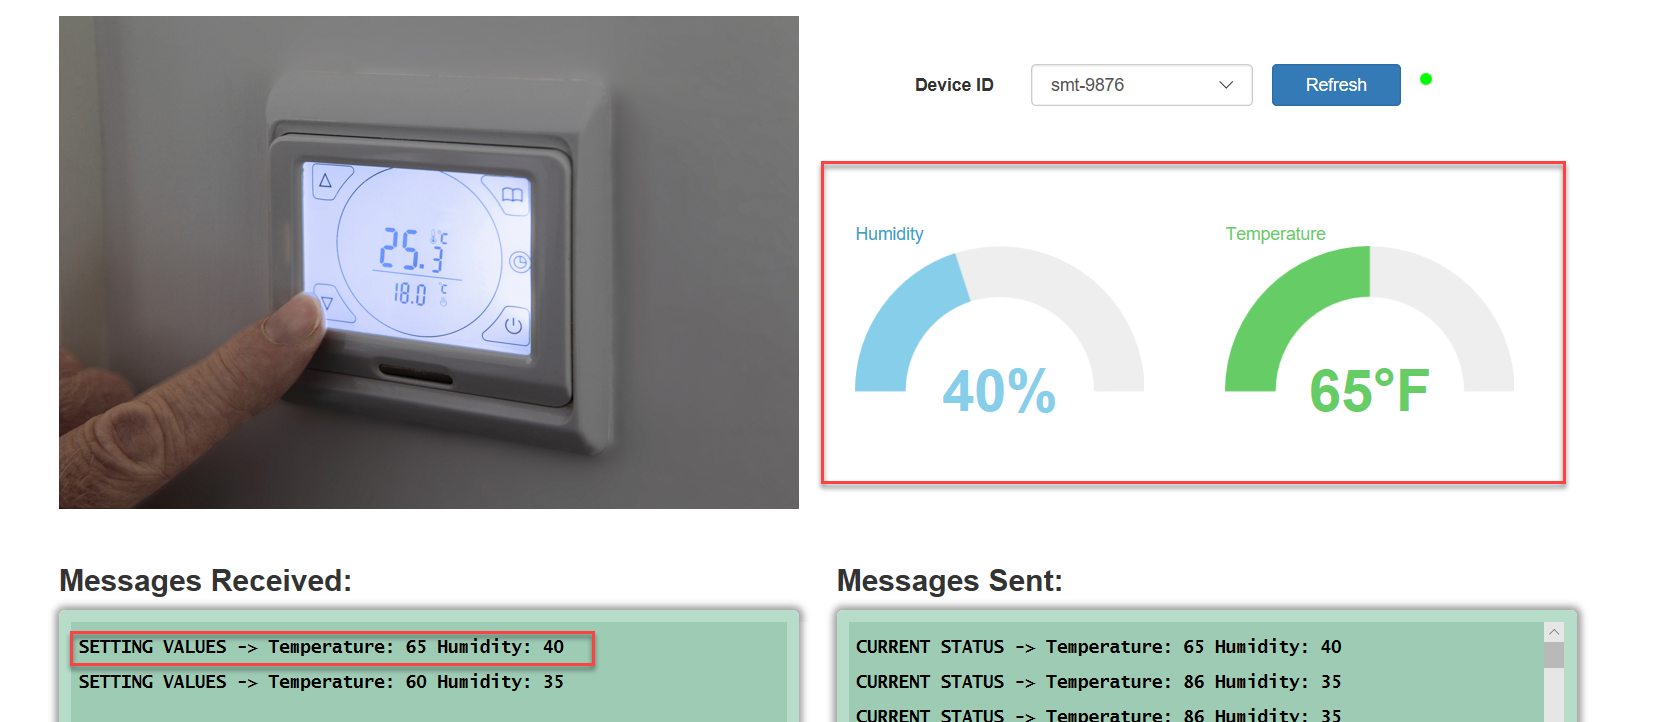 25.3 °C
18.0 °C
Device ID
smt-9876
Refresh
Humidity
Temperature
40%
65°F
Messages Received:
SETTING VALUES -> Temperature: 65 Humidity: 40
SETTING VALUES -> Temperature: 60 Humidity: 35
Messages Sent:
CURRENT STATUS -> Temperature: 65 Humidity: 40
CURRENT STATUS -> Temperature: 86 Humidity: 35
CURRENT STATUS -> Temperature: 86 Humidity: 35